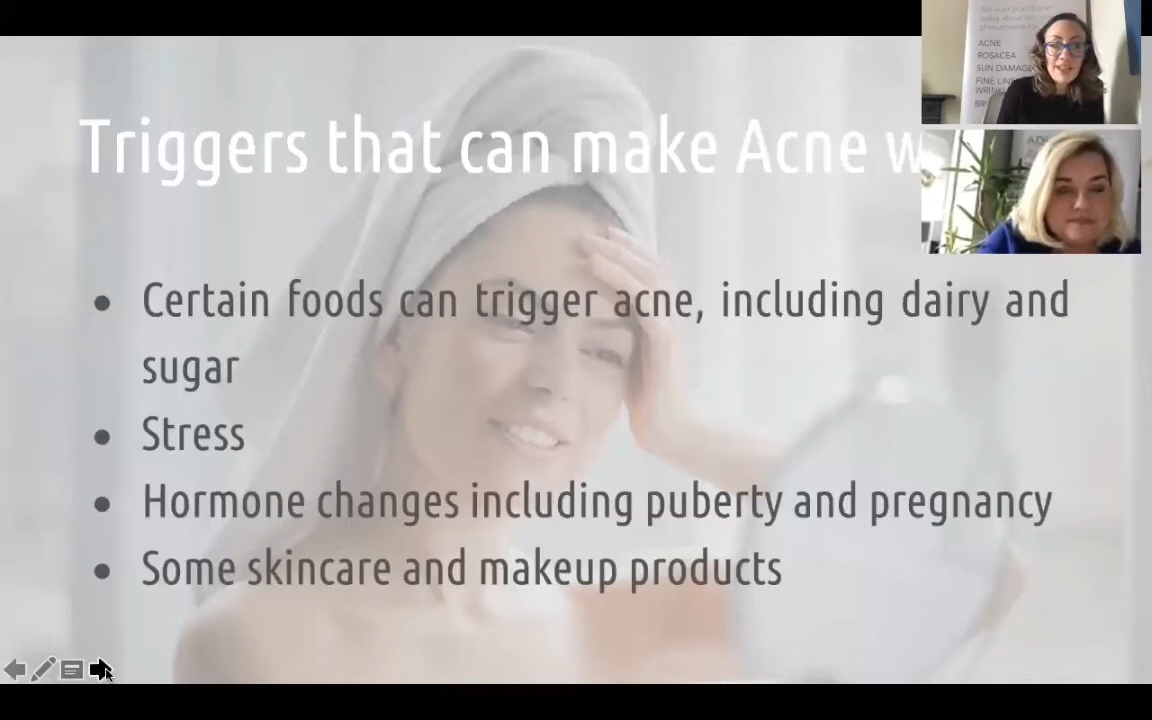 Triggers that can make Acne
Certain foods can trigger acne, including dairy and
sugar
Stress
Hormone changes including puberty and pregnancy
Some skincare and makeup products
ACNE
ROSACEA
SUN DAMAGE